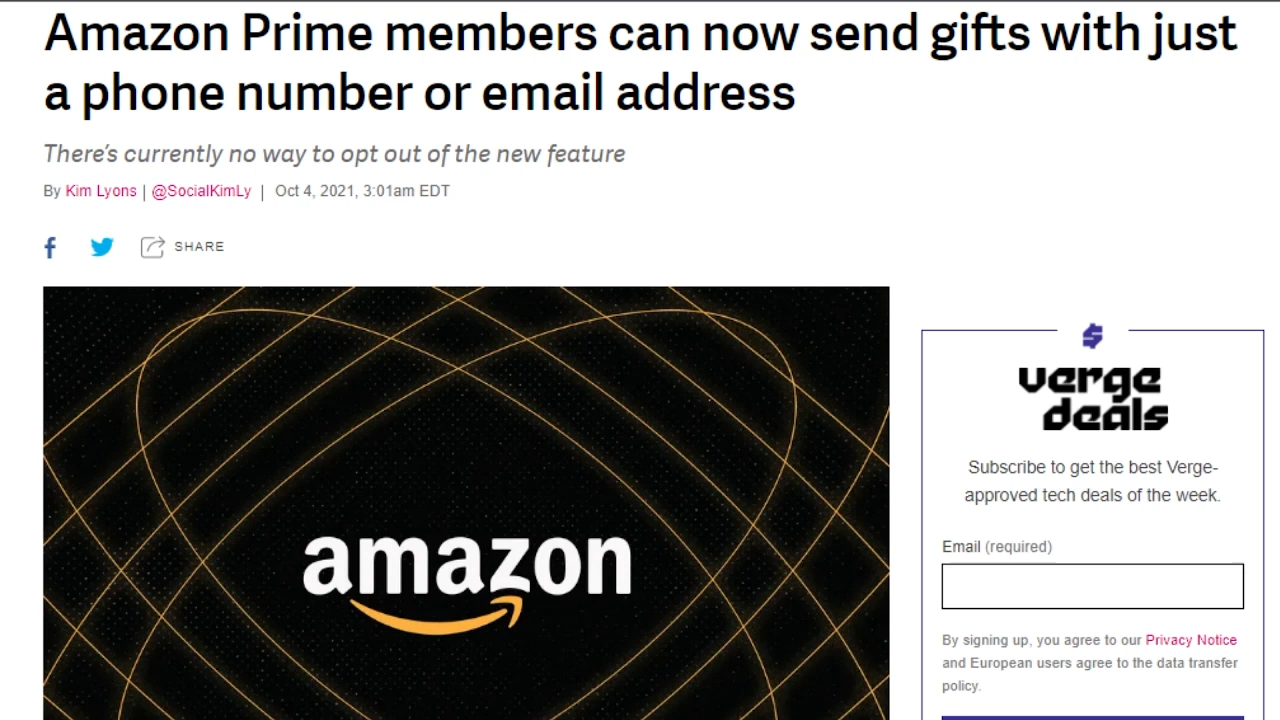 Amazon Prime members can now send gifts with just
a phone number or email address
There's currently no way to opt out of the new feature
By Kim Lyons | @SocialKimLy | Oct 4, 2021, 3:01am EDT
SHARE
amazon
verge
deals
Subscribe to get the best Verge-
approved tech deals of the week.
Email (required)
By signing up, you agree to our Privacy Notice
and European users agree to the data transfer
policy.